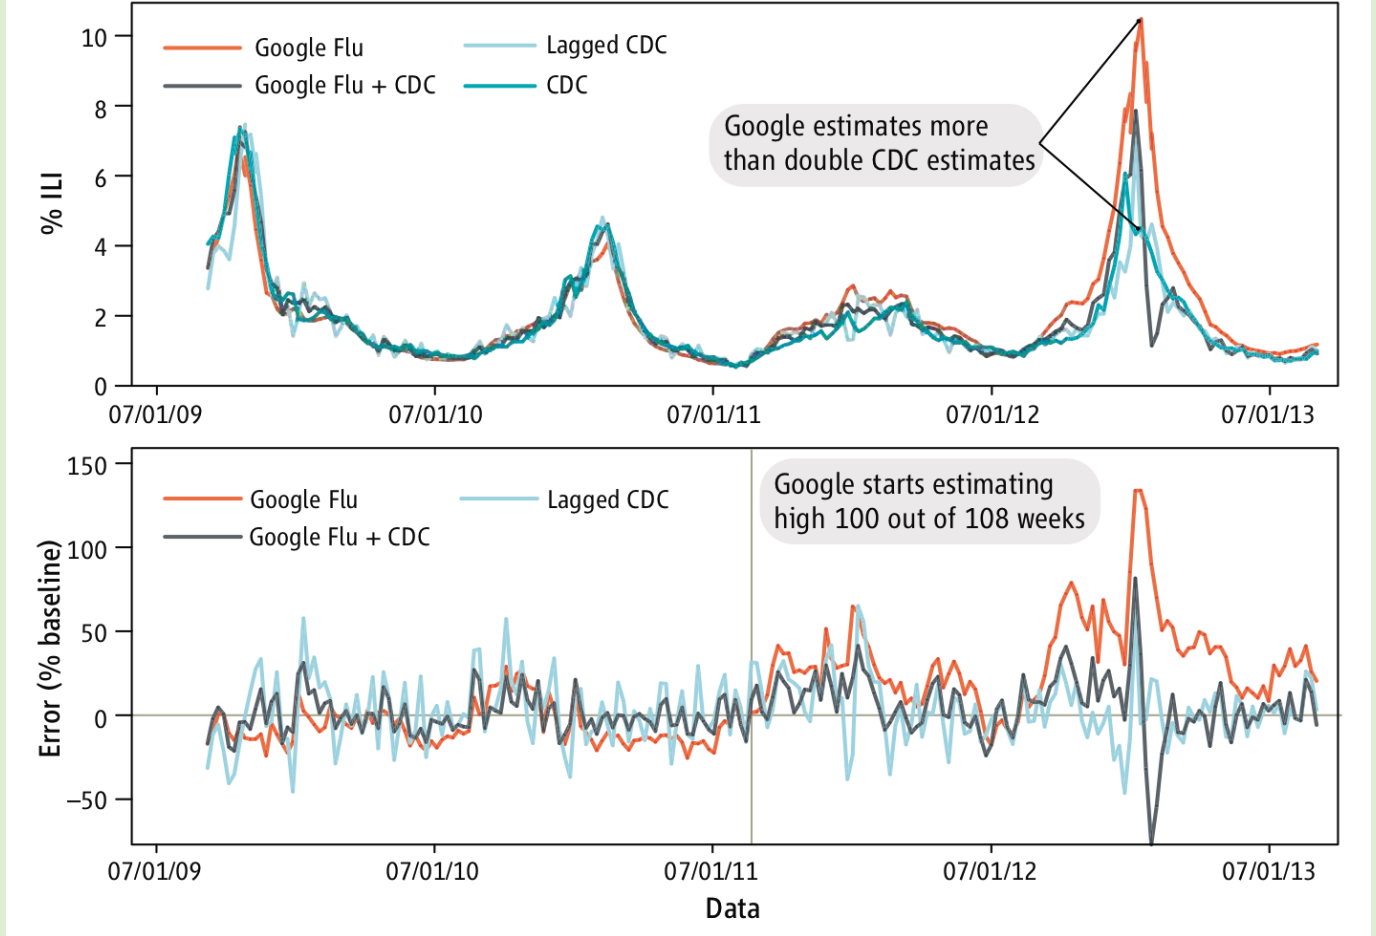 % ILI
10
8
6
4
2
0
Google Flu
Google Flu + CDC
Lagged CDC
CDC
Google estimates more
than double CDC estimates
07/01/09
07/01/10
07/01/11
07/01/12
07/01/13
Error (% baseline)
150
100
50
0
–50
Google Flu
Google Flu + CDC
Lagged CDC
Google starts estimating
high 100 out of 108 weeks
07/01/09
07/01/10
07/01/11
07/01/12
07/01/13
Data